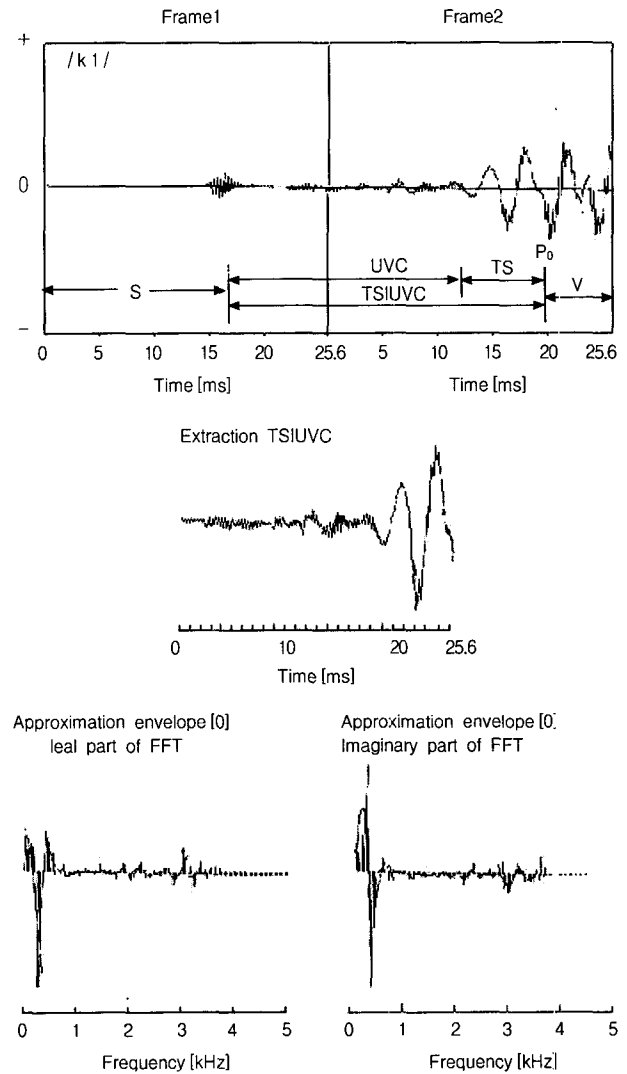 Frame1 Frame2
+
/k 1/
0
P₀
UVC TS
S TSIUVC V
−
0 5 10 15 20 25.6 5 10 15 20 25.6
Time [ms] Time [ms]
Extraction TSIUVC
0 10 20 25.6
Time [ms]
Approximation envelope [0] Approximation envelope [0]
leal part of FFT Imaginary part of FFT
0 1 2 3 4 5 0 1 2 3 4 5
Frequency [kHz] Frequency [kHz]